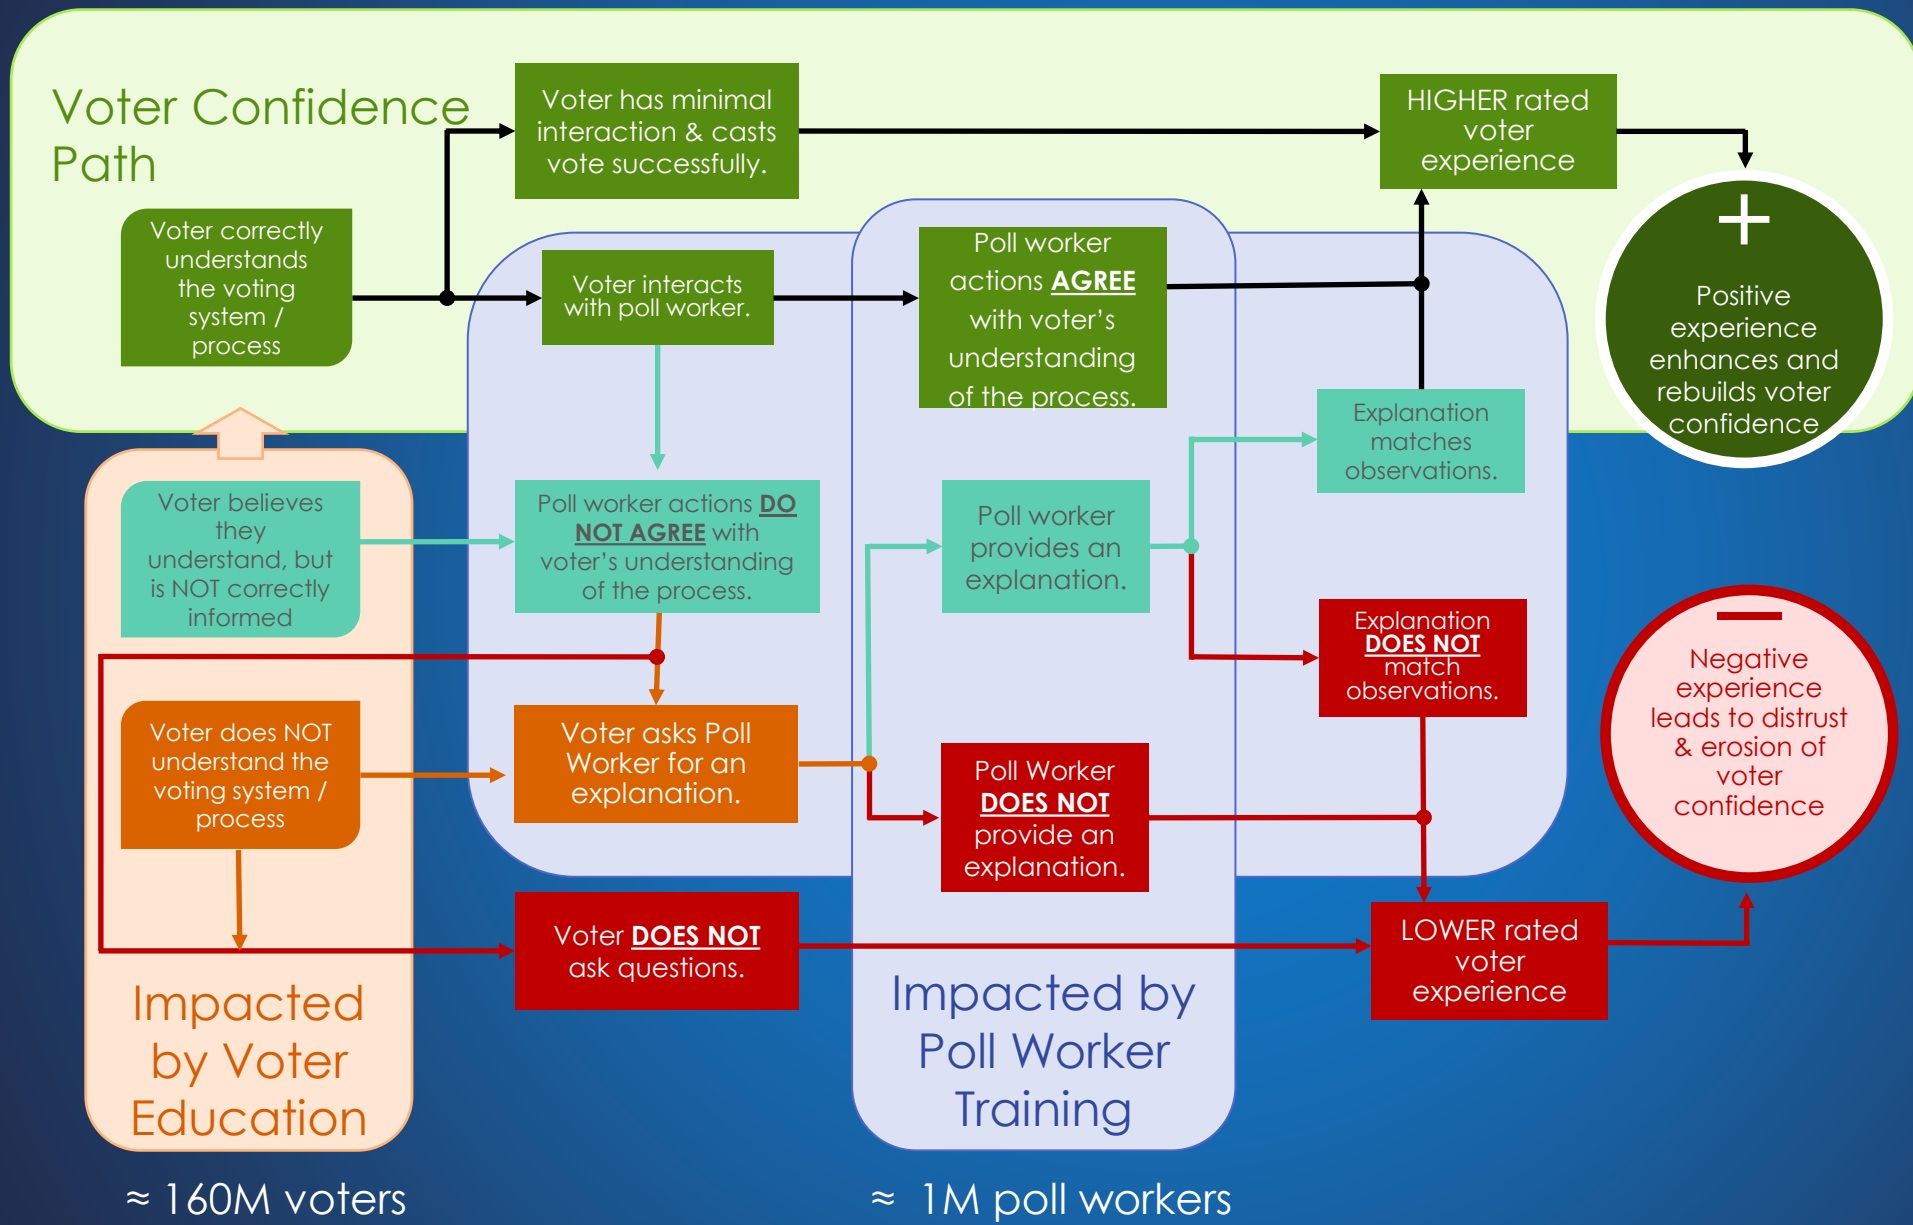 Voter Confidence
Path
Voter has minimal
interaction & casts
vote successfully.
HIGHER rated
voter
experience
Voter correctly
understands
the voting
system /
process
Voter interacts
with poll worker.
Poll worker
actions AGREE
with voter’s
understanding
of the process.
+
Positive
experience
enhances and
rebuilds voter
confidence
Explanation
matches
observations.
Voter believes
they
understand, but
is NOT correctly
informed
Poll worker actions DO
NOT AGREE with
voter’s understanding
of the process.
Poll worker
provides an
explanation.
Explanation
DOES NOT
match
observations.
Negative
experience
leads to distrust
& erosion of
voter
confidence
Voter does NOT
understand the
voting system /
process
Voter asks Poll
Worker for an
explanation.
Poll Worker
DOES NOT
provide an
explanation.
Voter DOES NOT
ask questions.
LOWER rated
voter
experience
Impacted
by Voter
Education
Impacted by
Poll Worker
Training
≈ 160M voters
≈ 1M poll workers